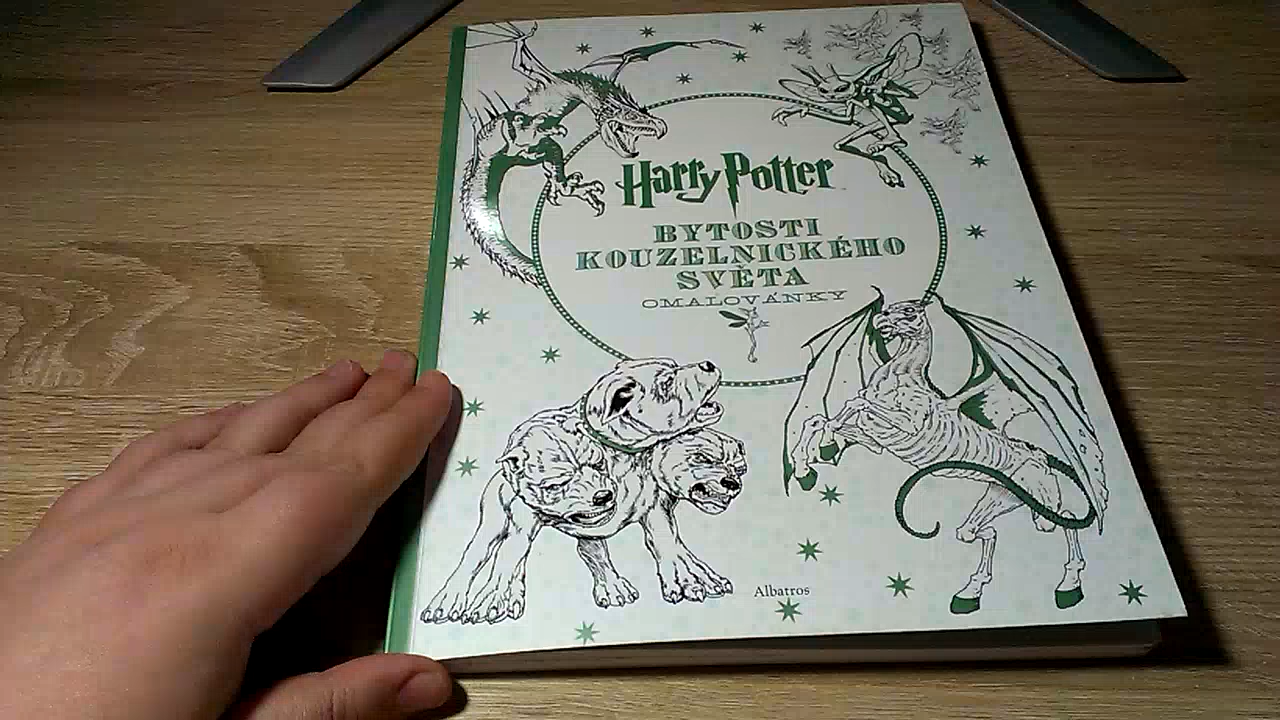 Harry Potter
BYTOSTI
KOUZELNICKÉHO
SVĚTA
OMALOVÁNKY
Albatros